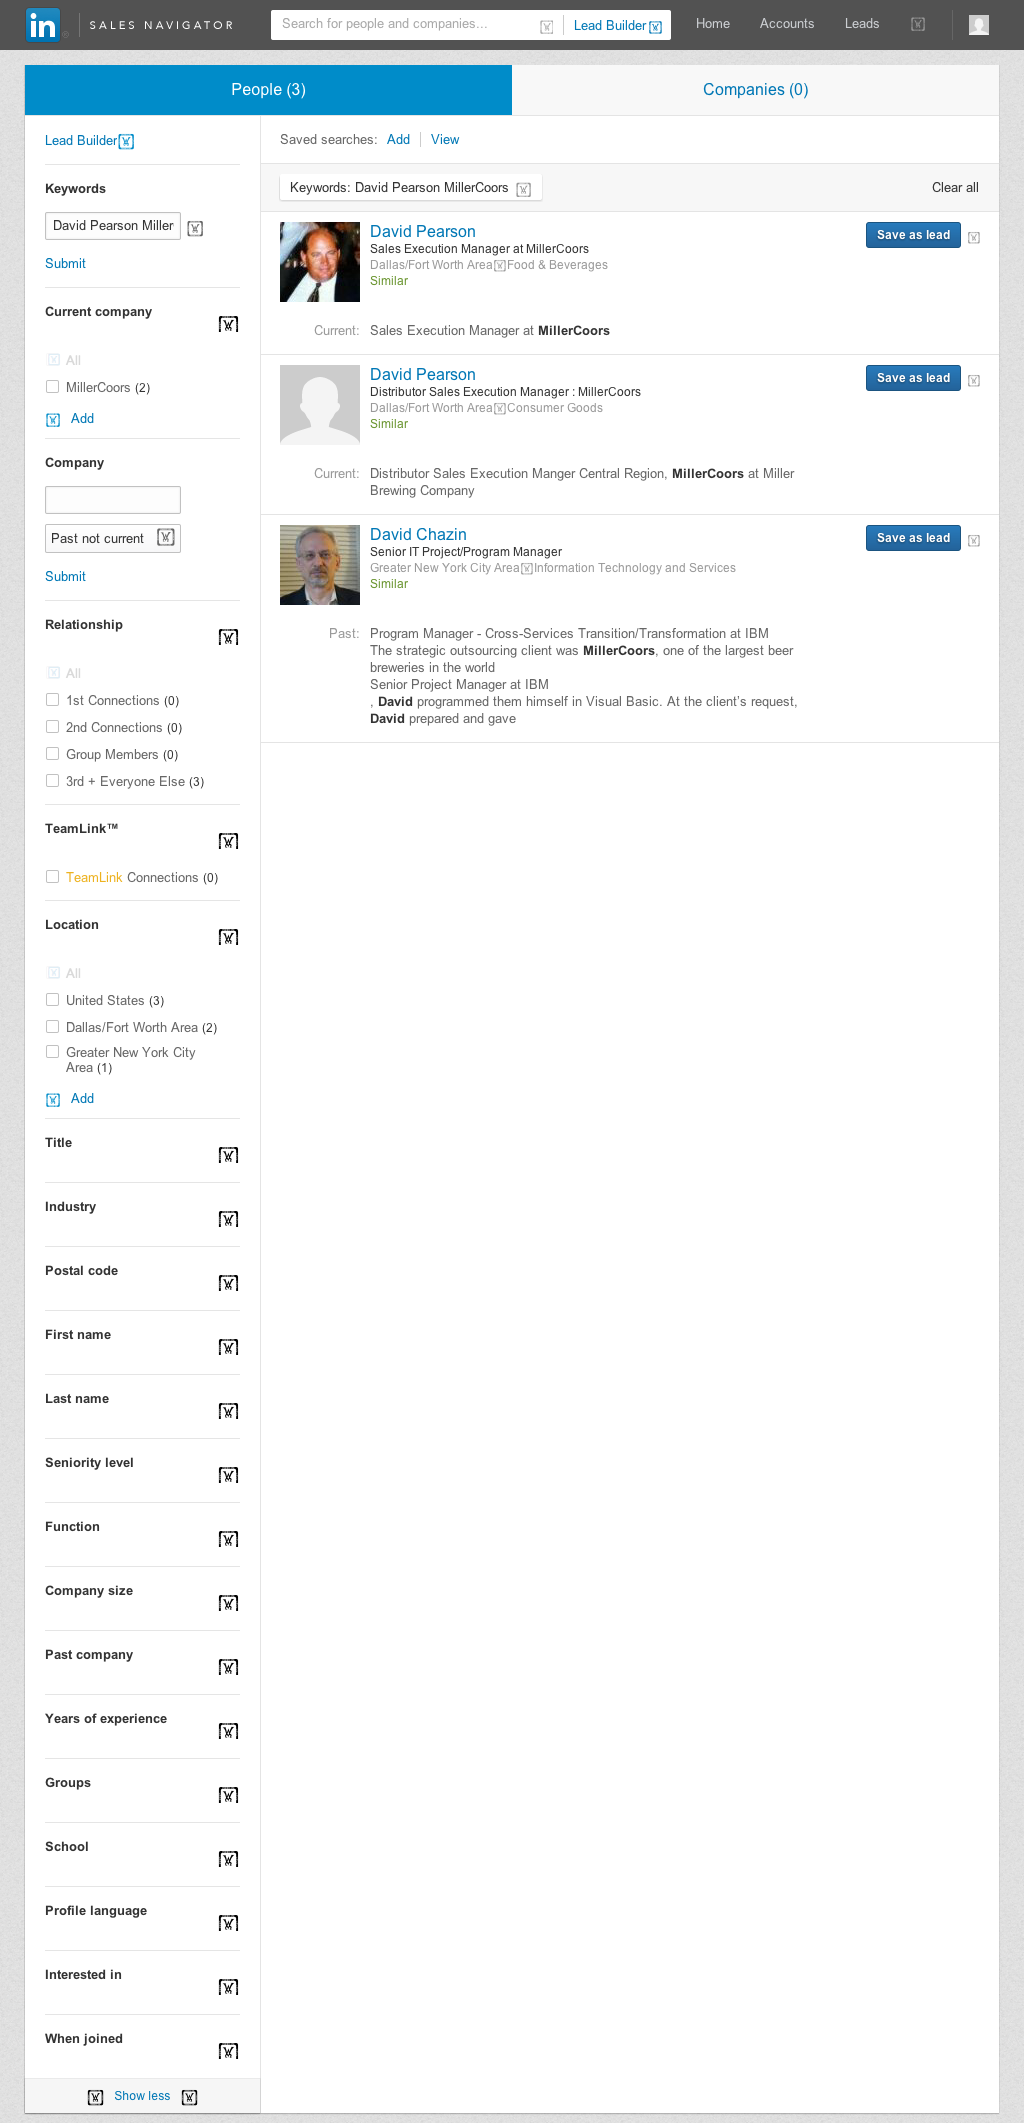 in SALES NAVIGATOR
Search for people and companies...
Lead Builder
Home
Accounts
Leads
People (3)
Companies (0)
Lead Builder
Keywords
David Pearson Miller
Submit
Current company
All
MillerCoors (2)
Add
Company
Past not current
Submit
Relationship
All
1st Connections (0)
2nd Connections (0)
Group Members (0)
3rd + Everyone Else (3)
TeamLink™
TeamLink Connections (0)
Location
All
United States (3)
Dallas/Fort Worth Area (2)
Greater New York City
Area (1)
Add
Title
Industry
Postal code
First name
Last name
Seniority level
Function
Company size
Past company
Years of experience
Groups
School
Profile language
Interested in
When joined
Show less
Saved searches: Add View
Keywords: David Pearson MillerCoors
Clear all
David Pearson
Sales Execution Manager at MillerCoors
Dallas/Fort Worth Area Food & Beverages
Similar
Save as lead
Current: Sales Execution Manager at MillerCoors
David Pearson
Distributor Sales Execution Manager : MillerCoors
Dallas/Fort Worth Area Consumer Goods
Similar
Save as lead
Current: Distributor Sales Execution Manger Central Region, MillerCoors at Miller
Brewing Company
David Chazin
Senior IT Project/Program Manager
Greater New York City Area Information Technology and Services
Similar
Save as lead
Past: Program Manager - Cross-Services Transition/Transformation at IBM
The strategic outsourcing client was MillerCoors, one of the largest beer
breweries in the world
Senior Project Manager at IBM
, David programmed them himself in Visual Basic. At the client's request,
David prepared and gave